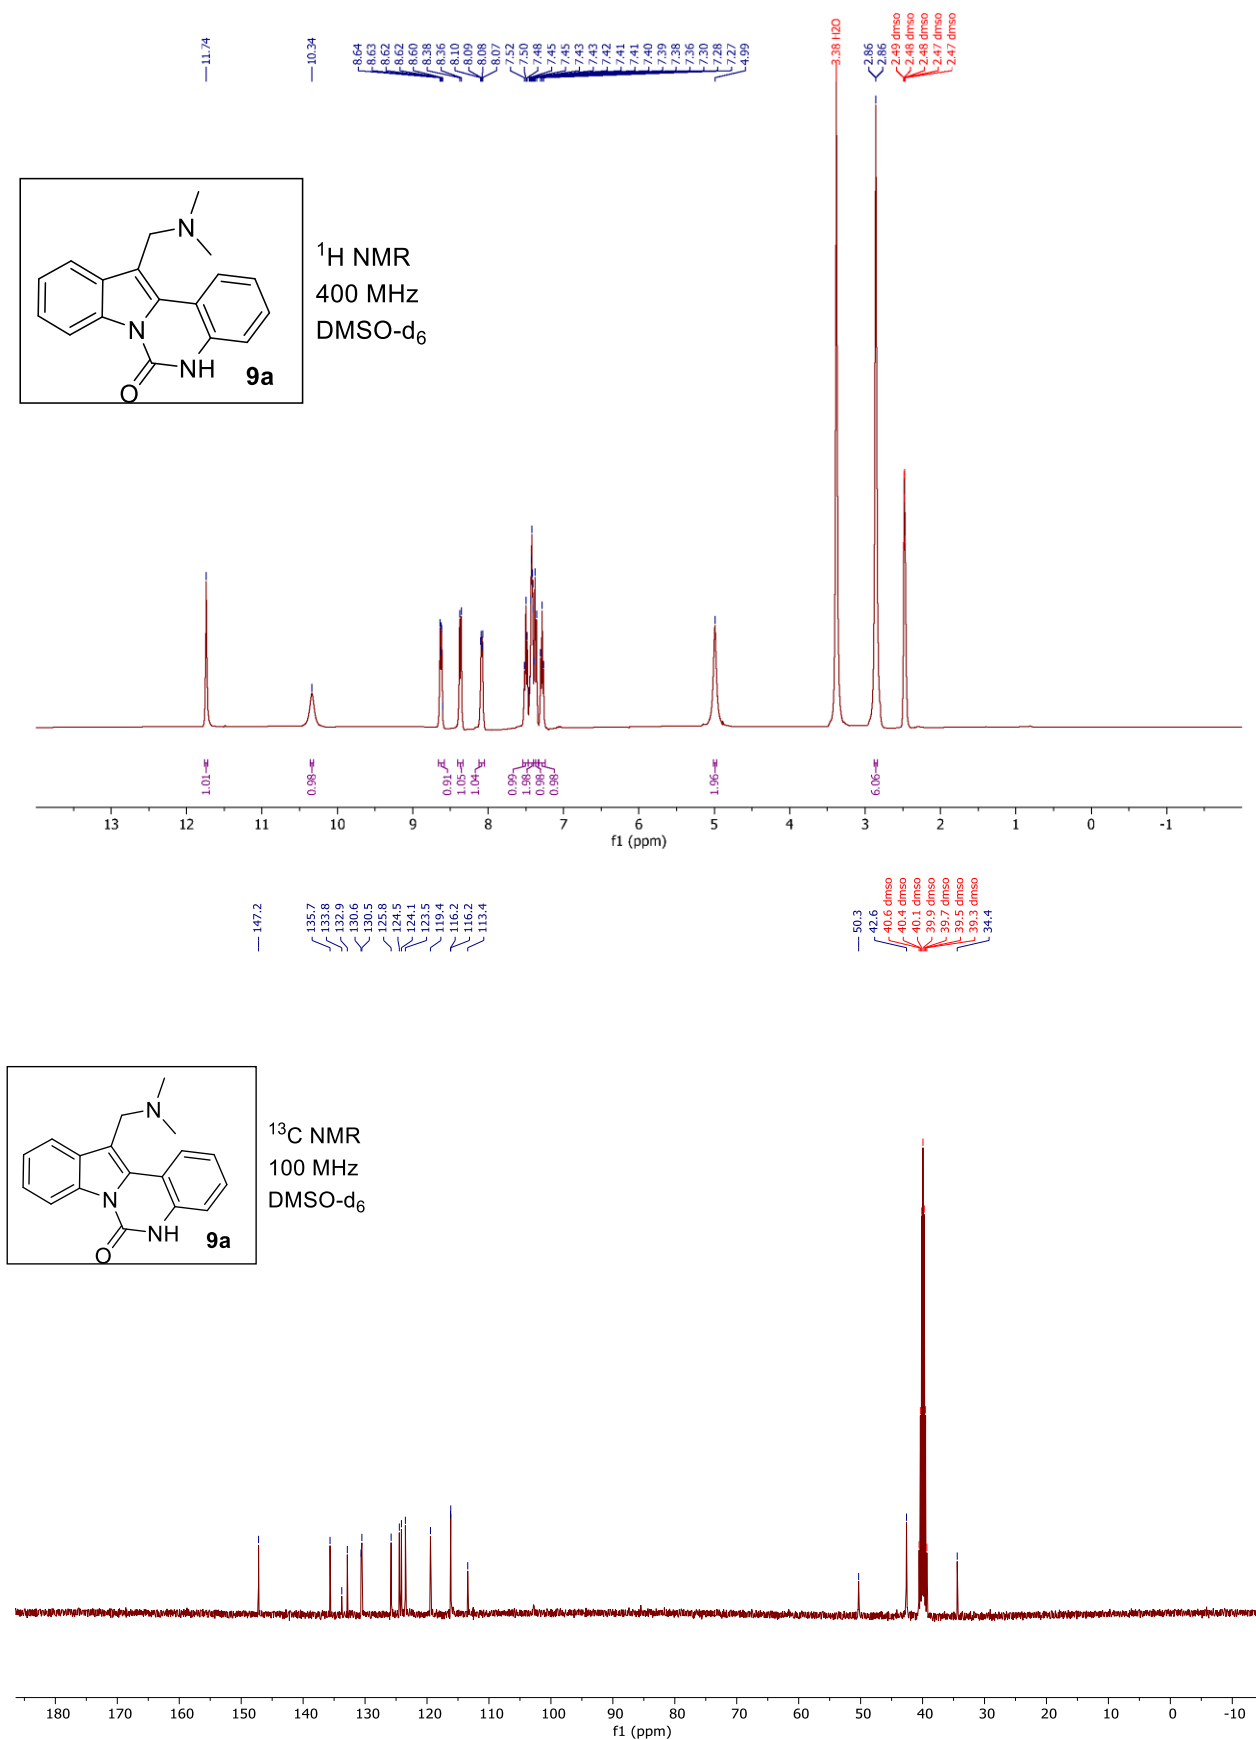 11.74
10.34
8.64
8.63
8.62
8.62
8.60
8.38
8.36
8.10
8.09
8.08
8.07
7.52
7.50
7.48
7.45
7.45
7.43
7.43
7.42
7.41
7.41
7.40
7.39
7.38
7.36
7.30
7.28
7.27
4.99
3.38 H2O
2.86
2.86
2.49 dmso
2.48 dmso
2.48 dmso
2.47 dmso
2.47 dmso
N
N
NH
O
9a
¹H NMR
400 MHz
DMSO-d₆
1.01
0.98
0.91
1.05
1.04
0.99
1.98
0.98
0.98
1.96
6.06
13 12 11 10 9 8 7 6 5 4 3 2 1 0 -1
f1 (ppm)
147.2
135.7
133.8
132.9
130.6
130.5
125.8
124.5
124.1
123.5
119.4
116.2
116.2
113.4
50.3
42.6
40.6 dmso
40.4 dmso
40.1 dmso
39.9 dmso
39.7 dmso
39.5 dmso
39.3 dmso
34.4
N
N
NH
O
9a
¹³C NMR
100 MHz
DMSO-d₆
180 170 160 150 140 130 120 110 100 90 80 70 60 50 40 30 20 10 0 -10
f1 (ppm)